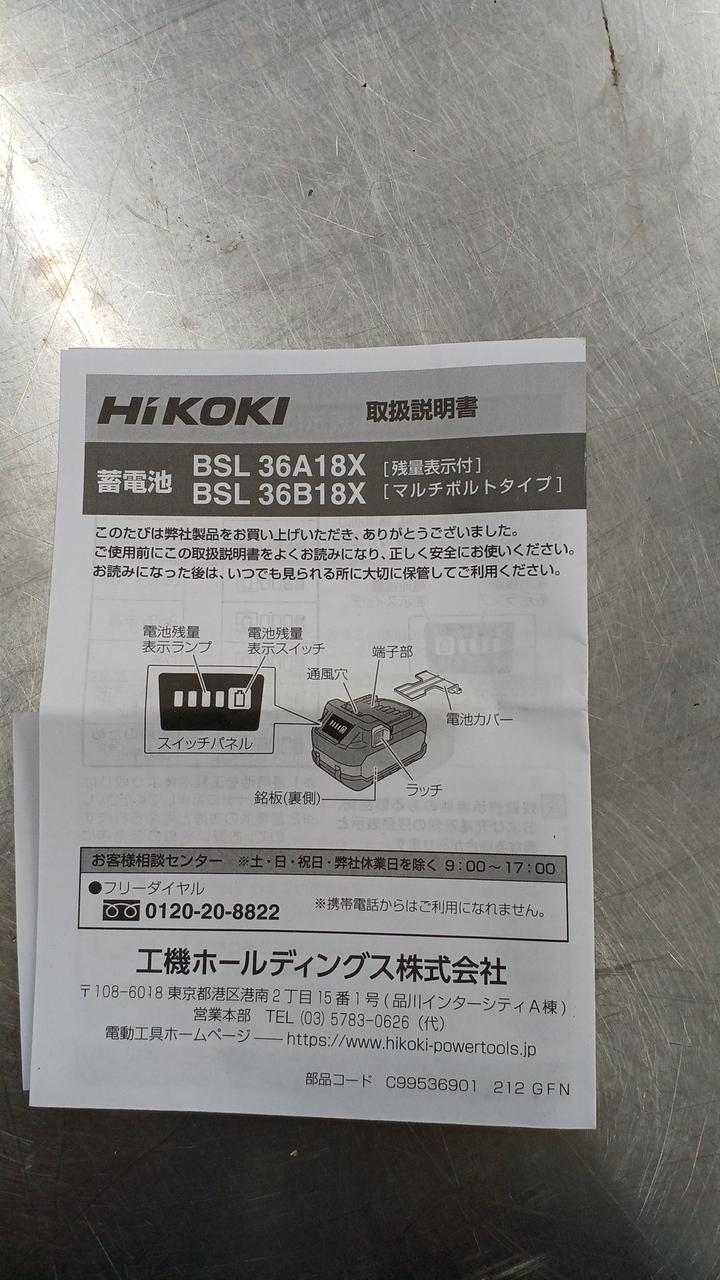 HiKOKI 取扱説明書
蓄電池
BSL 36A18X [残量表示付]
BSL 36B18X [マルチボルトタイプ]
このたびは弊社製品をお買い上げいただき、ありがとうございました。
ご使用前にこの取扱説明書をよくお読みになり、正しく安全にお使いください。
お読みになった後は、いつでも見られる所に大切に保管してご利用ください。
電池残量
表示ランプ
電池残量
表示スイッチ
通風穴
端子部
電池カバー
スイッチパネル
ラッチ
銘板(裏側)
お客様相談センター ※土・日・祝日・弊社休業日を除く 9:00～17:00
●フリーダイヤル
0120-20-8822 ※携帯電話からはご利用になれません。
工機ホールディングス株式会社
〒108-6018 東京都港区港南2丁目15番1号(品川インターシティA棟)
営業本部 TEL (03) 5783-0626 (代)
電動工具ホームページ ── https://www.hikoki-powertools.jp
部品コード C99536901 212 GFN